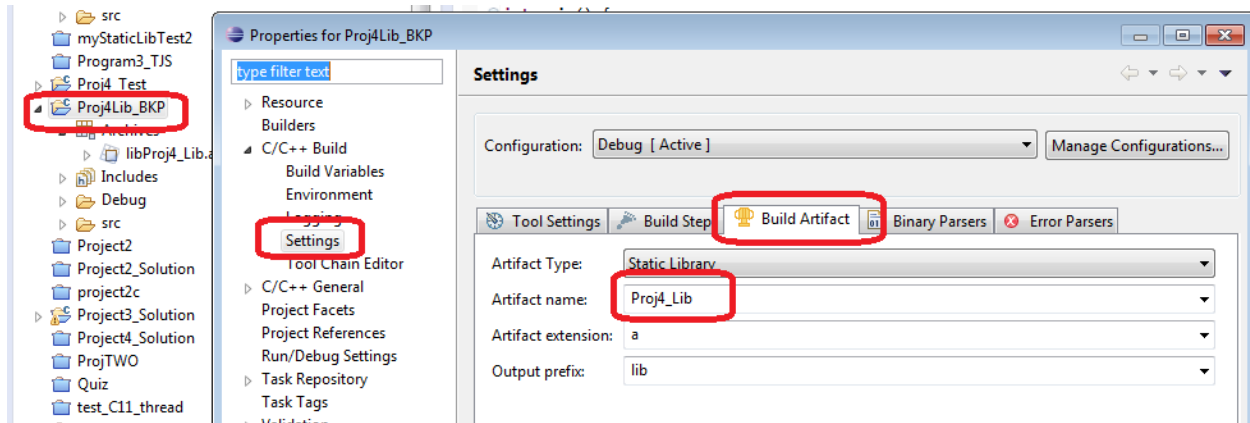 src
myStaticLibTest2
Program3_TJS
Proj4_Test
Proj4Lib_BKP
Archives
libProj4_Lib.a
Includes
Debug
src
Project2
Project2_Solution
project2c
Project3_Solution
Project4_Solution
ProjTWO
Quiz
test_C11_thread
Properties for Proj4Lib_BKP
type filter text
Resource
Builders
C/C++ Build
Build Variables
Environment
Logging
Settings
Tool Chain Editor
C/C++ General
Project Facets
Project References
Run/Debug Settings
Task Repository
Task Tags
Validation
Settings
Configuration: Debug [ Active ] Manage Configurations...
Tool Settings Build Step Build Artifact Binary Parsers Error Parsers
Artifact Type: Static Library
Artifact name: Proj4_Lib
Artifact extension: a
Output prefix: lib